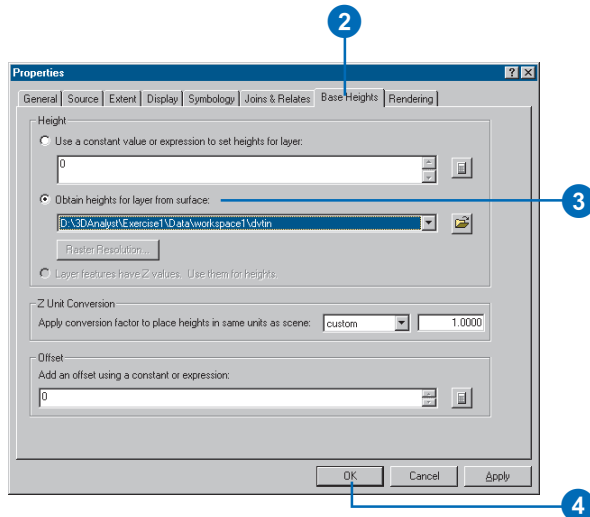 2
Properties
General Source Extent Display Symbology Joins & Relates Base Heights Rendering
Height
Use a constant value or expression to set heights for layer:
0
Obtain heights for layer from surface:
3
D:\3DAnalyst\Exercise1\Data\workspace1\dvtin
Raster Resolution...
Layer features have Z values. Use them for heights.
Z Unit Conversion
Apply conversion factor to place heights in same units as scene: custom 1.0000
Offset
Add an offset using a constant or expression:
0
OK Cancel Apply
4